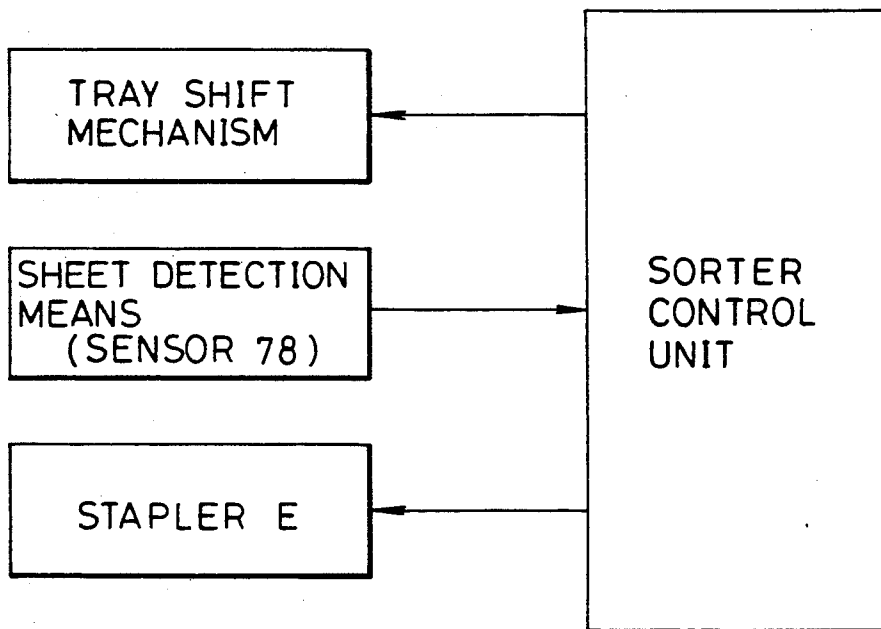 TRAY SHIFT
MECHANISM
SHEET DETECTION
MEANS
(SENSOR 78)
STAPLER E
SORTER
CONTROL
UNIT